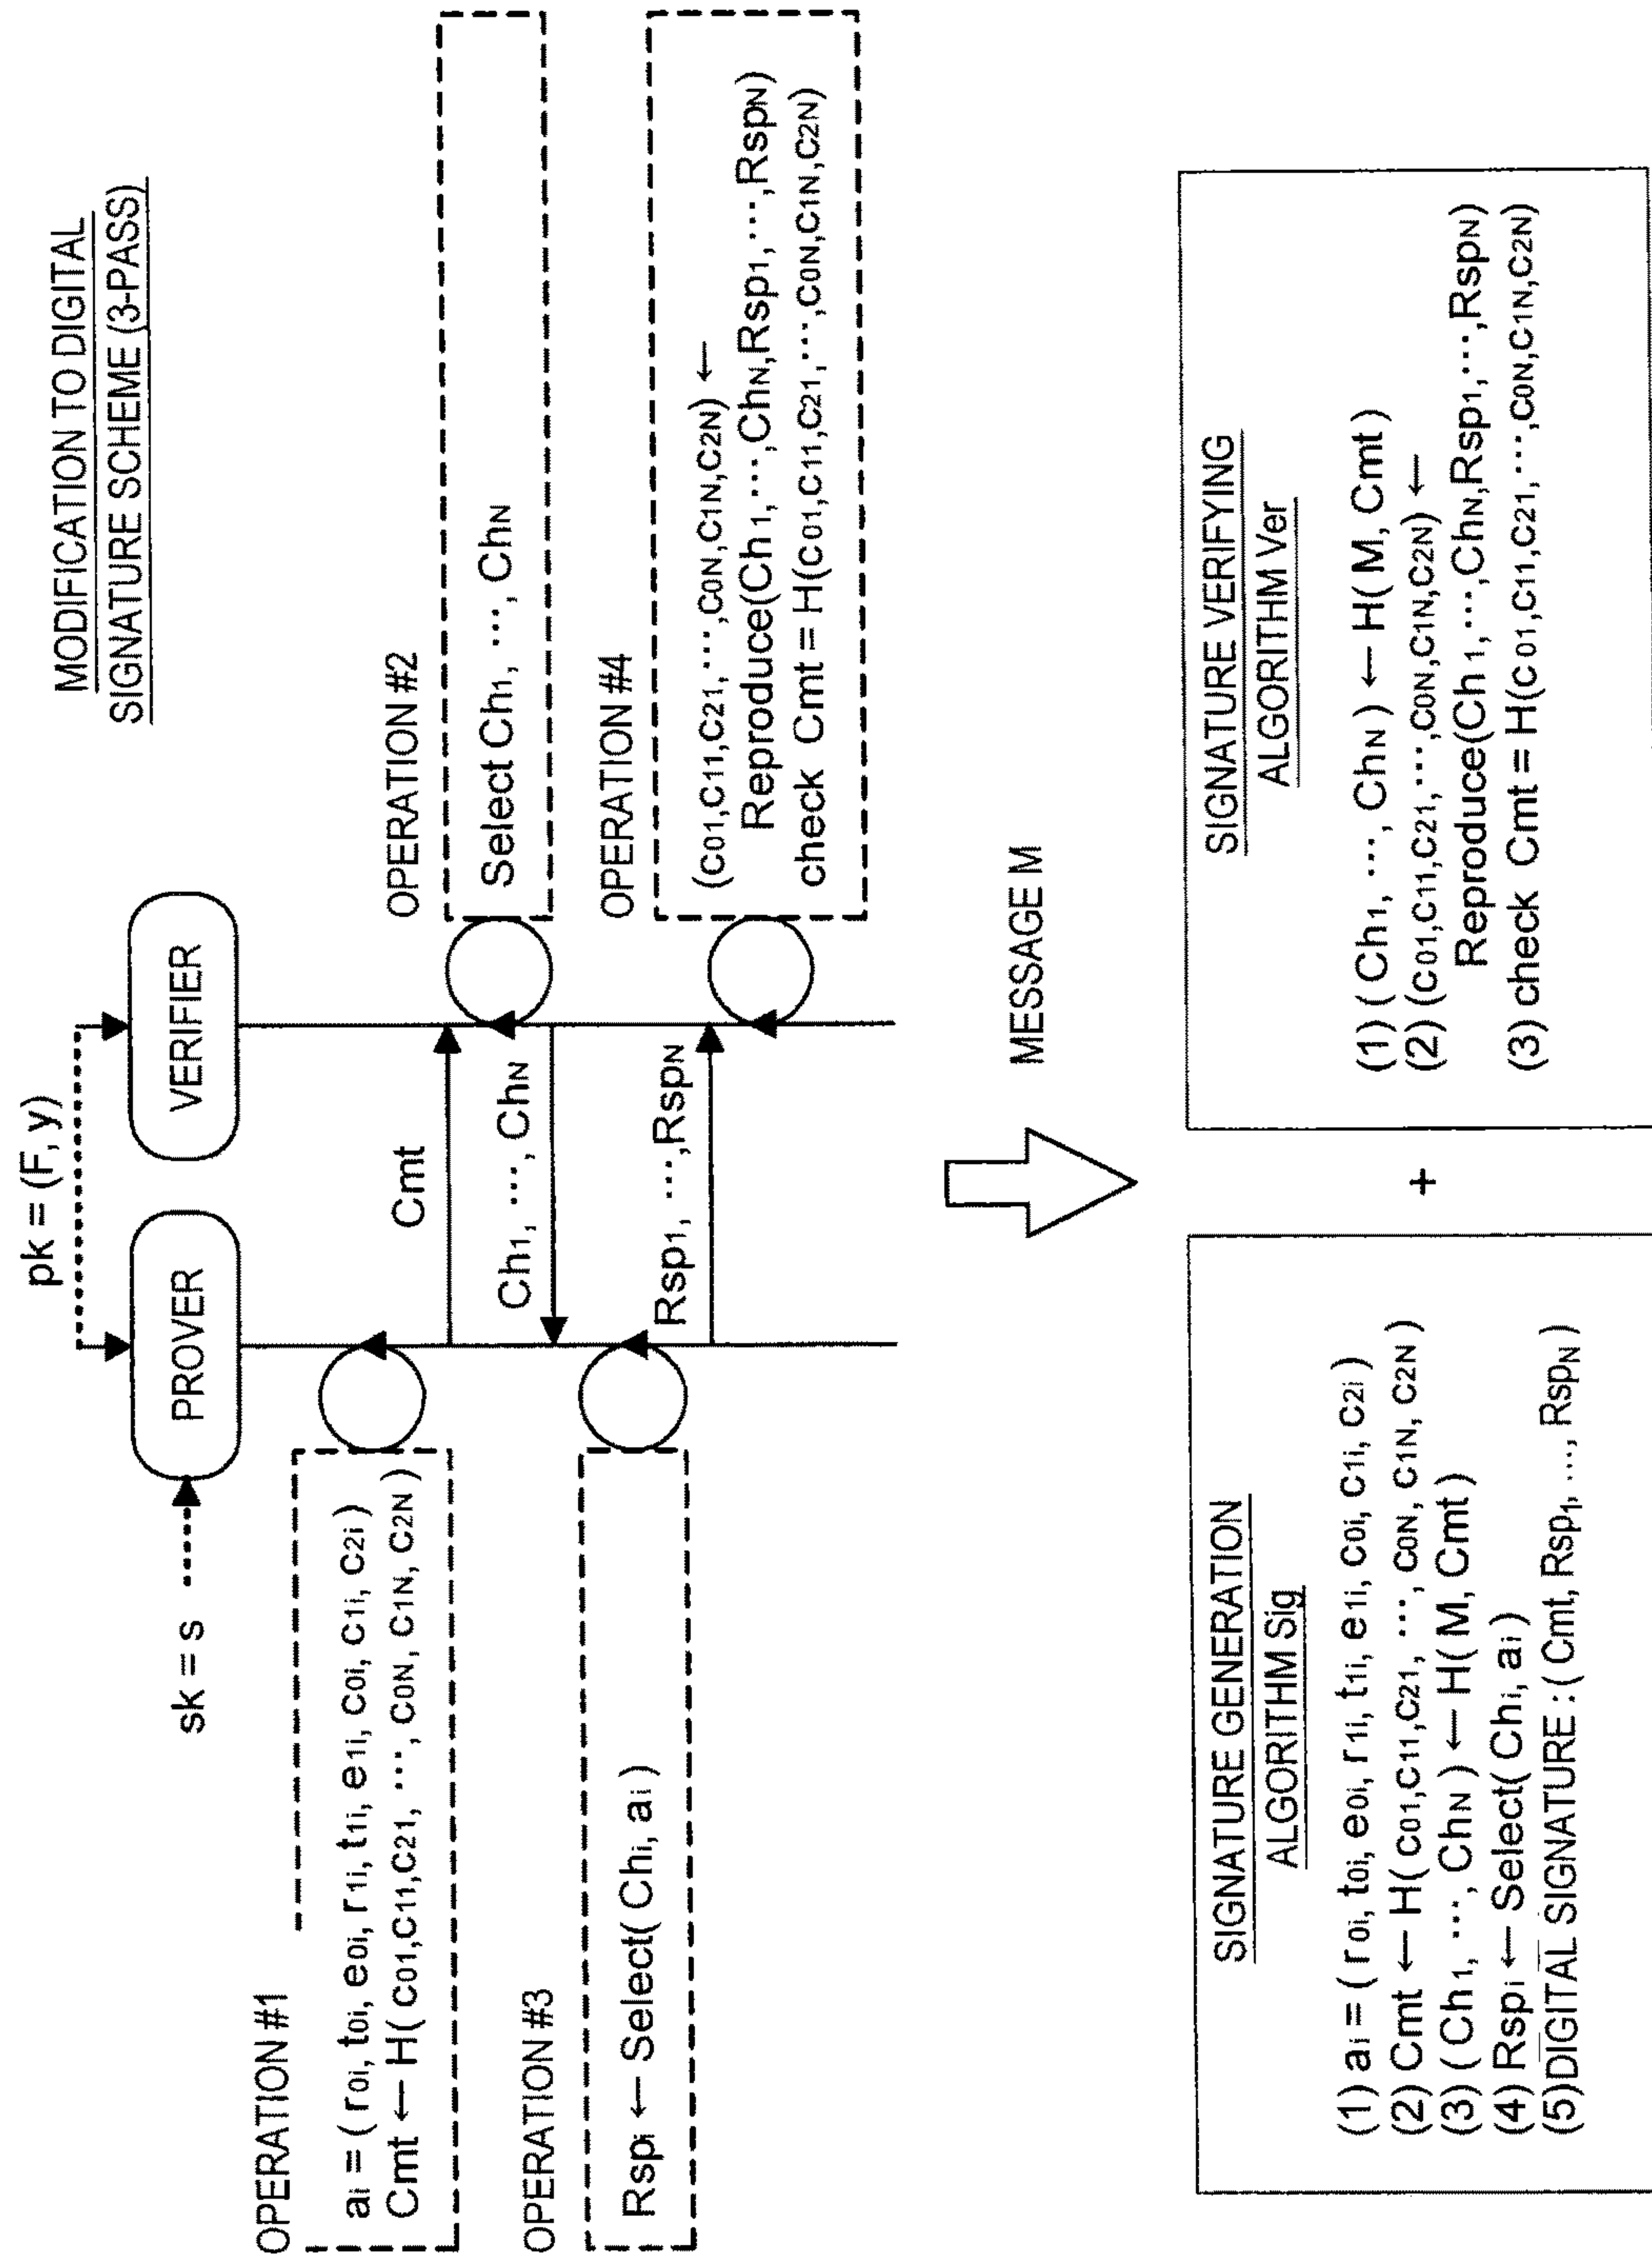 MODIFICATION TO DIGITAL
SIGNATURE SCHEME (3-PASS)
pk = (F, y)
sk = s
PROVER
VERIFIER
OPERATION #1
ai = ( r0i, t0i, e0i, r1i, t1i, e1i, c0i, c1i, c2i )
Cmt ← H( c01,c11,c21, ⋯, c0N, c1N, c2N )
Cmt
OPERATION #2
Select Ch1, ⋯, ChN
Ch1, ⋯, ChN
OPERATION #3
Rspi ← Select( Chi, ai )
Rsp1, ⋯,RspN
OPERATION #4
(c01,c11,c21, ⋯,c0N,c1N,c2N) ←
Reproduce(Ch1,⋯,ChN,Rsp1,⋯,RspN)
check Cmt = H(c01,c11,c21,⋯,c0N,c1N,c2N)
MESSAGE M
SIGNATURE GENERATION
ALGORITHM Sig
(1) ai = ( r0i, t0i, e0i, r1i, t1i, e1i, c0i, c1i, c2i )
(2) Cmt ← H( c01,c11,c21, ⋯, c0N, c1N, c2N )
(3) ( Ch1, ⋯, ChN ) ← H( M, Cmt )
(4) Rspi ← Select( Chi, ai )
(5)DIGITAL SIGNATURE : ( Cmt, Rsp1, ..., RspN )
+
SIGNATURE VERIFYING
ALGORITHM Ver
(1) ( Ch1, ⋯, ChN ) ← H( M, Cmt )
(2) (c01,c11,c21, ⋯,c0N,c1N,c2N) ←
Reproduce(Ch1,⋯,ChN,Rsp1,⋯,RspN)
(3) check Cmt = H(c01,c11,c21, ⋯,c0N,c1N,c2N)